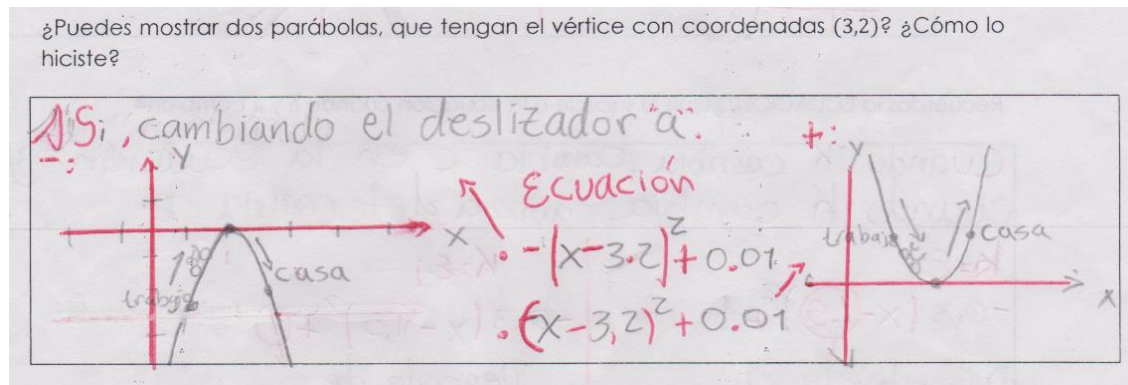 ¿Puedes mostrar dos parábolas, que tengan el vértice con coordenadas (3,2)? ¿Cómo lo
hiciste?
Si, cambiando el deslizador "a".
-:
+:
Y
Y
Ecuación
X
trabajo
casa
• -(x-3.2)² + 0.01
casa
trabajo
• (x-3,2)² + 0.01
X